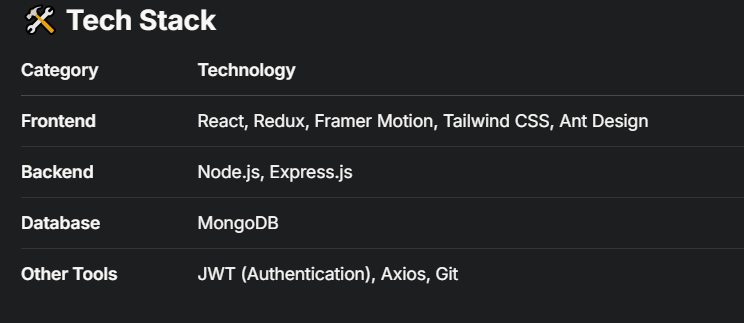 🛠️ Tech Stack
Category Technology
Frontend React, Redux, Framer Motion, Tailwind CSS, Ant Design
Backend Node.js, Express.js
Database MongoDB
Other Tools JWT (Authentication), Axios, Git